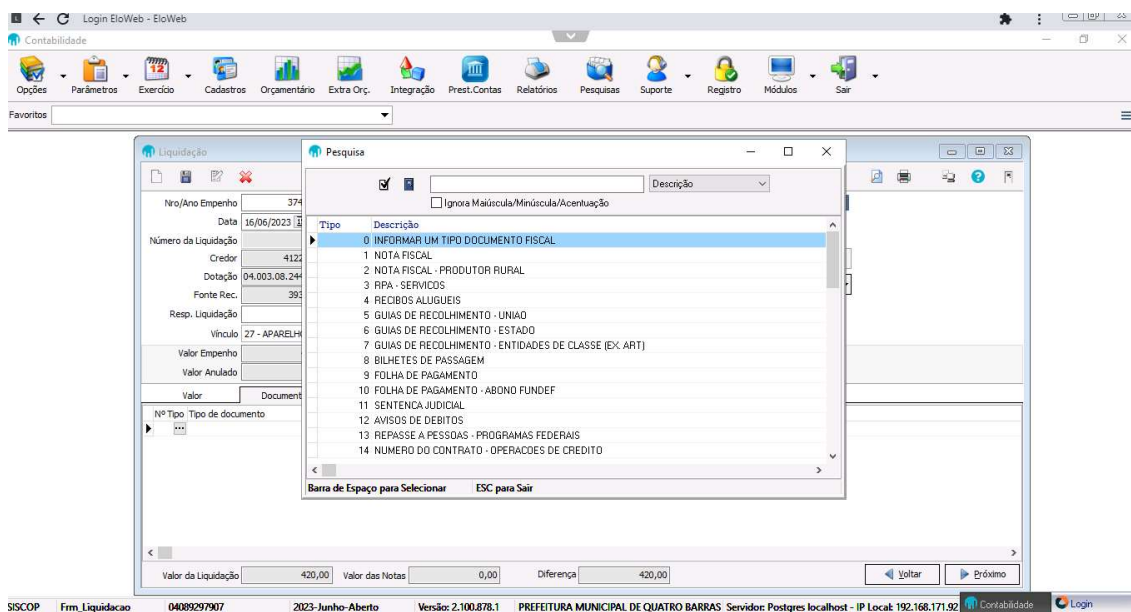 Login EloWeb - EloWeb
Contabilidade
Opções Parâmetros Exercício Cadastros Orçamentário Extra Orç. Integração Prest.Contas Relatórios Pesquisas Suporte Registro Módulos Sair
Favoritos
Liquidação
Pesquisa
Descrição
Ignora Maiúscula/Minúscula/Acentuação
Nro/Ano Empenho 374
Data 16/06/2023
Número da Liquidação
Credor 4122
Dotação 04.003.08.244
Fonte Rec. 393
Resp. Liquidação
Vínculo 27 - APARELH
Valor Empenho
Valor Anulado
Valor Document
Nº Tipo Tipo de documento
Tipo Descrição
0 INFORMAR UM TIPO DOCUMENTO FISCAL
1 NOTA FISCAL
2 NOTA FISCAL - PRODUTOR RURAL
3 RPA - SERVICOS
4 RECIBOS ALUGUEIS
5 GUIAS DE RECOLHIMENTO - UNIAO
6 GUIAS DE RECOLHIMENTO - ESTADO
7 GUIAS DE RECOLHIMENTO - ENTIDADES DE CLASSE (EX. ART)
8 BILHETES DE PASSAGEM
9 FOLHA DE PAGAMENTO
10 FOLHA DE PAGAMENTO - ABONO FUNDEF
11 SENTENCA JUDICIAL
12 AVISOS DE DEBITOS
13 REPASSE A PESSOAS - PROGRAMAS FEDERAIS
14 NUMERO DO CONTRATO - OPERACOES DE CREDITO
Barra de Espaço para Selecionar ESC para Sair
Valor da Liquidação 420,00 Valor das Notas 0,00 Diferença 420,00 Voltar Próximo
SISCOP Frm_Liquidacao 04089297907 2023-Junho-Aberto Versão: 2.100.878.1 PREFEITURA MUNICIPAL DE QUATRO BARRAS Servidor: Postgres localhost - IP Local: 192.168.171.92 Contabilidade Login